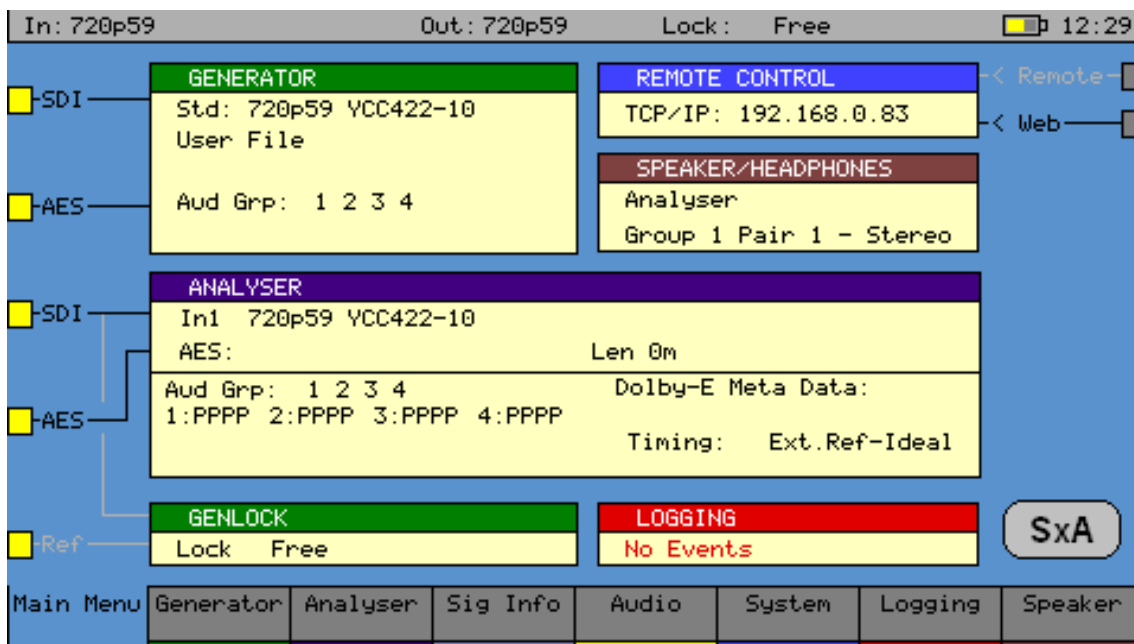 In: 720p59 Out: 720p59 Lock: Free 12:29
GENERATOR
Std: 720p59 YCC422-10
User File
Aud Grp: 1 2 3 4
REMOTE CONTROL
TCP/IP: 192.168.0.83
< Remote
< Web
SPEAKER/HEADPHONES
Analyser
Group 1 Pair 1 - Stereo
SDI
AES
ANALYSER
In1 720p59 YCC422-10
AES: Len 0m
Aud Grp: 1 2 3 4
1:PPPP 2:PPPP 3:PPPP 4:PPPP
Dolby-E Meta Data:
Timing: Ext.Ref-Ideal
SDI
AES
GENLOCK
Lock Free
Ref
LOGGING
No Events
SxA
Main Menu Generator Analyser Sig Info Audio System Logging Speaker